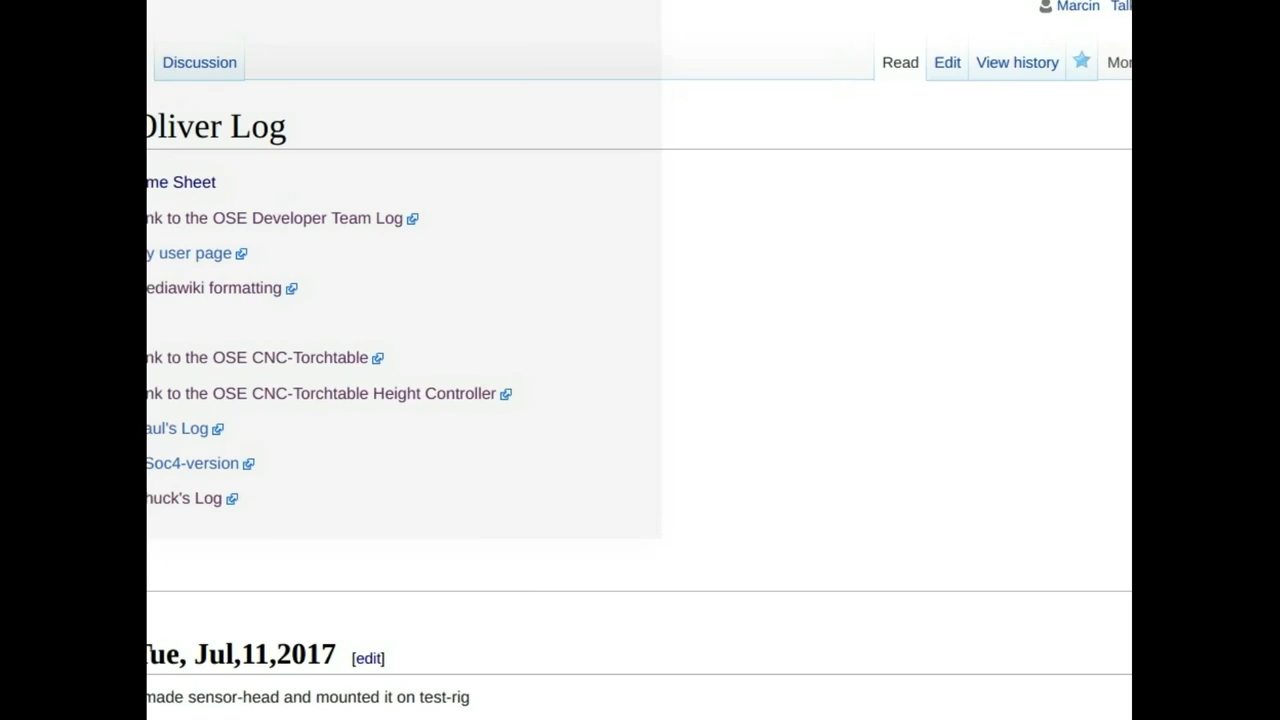 Marcin Tal
Discussion Read Edit View history Mor
Oliver Log
me Sheet
nk to the OSE Developer Team Log
y user page
ediawiki formatting
nk to the OSE CNC-Torchtable
nk to the OSE CNC-Torchtable Height Controller
aul's Log
Soc4-version
huck's Log
Tue, Jul,11,2017 [edit]
made sensor-head and mounted it on test-rig